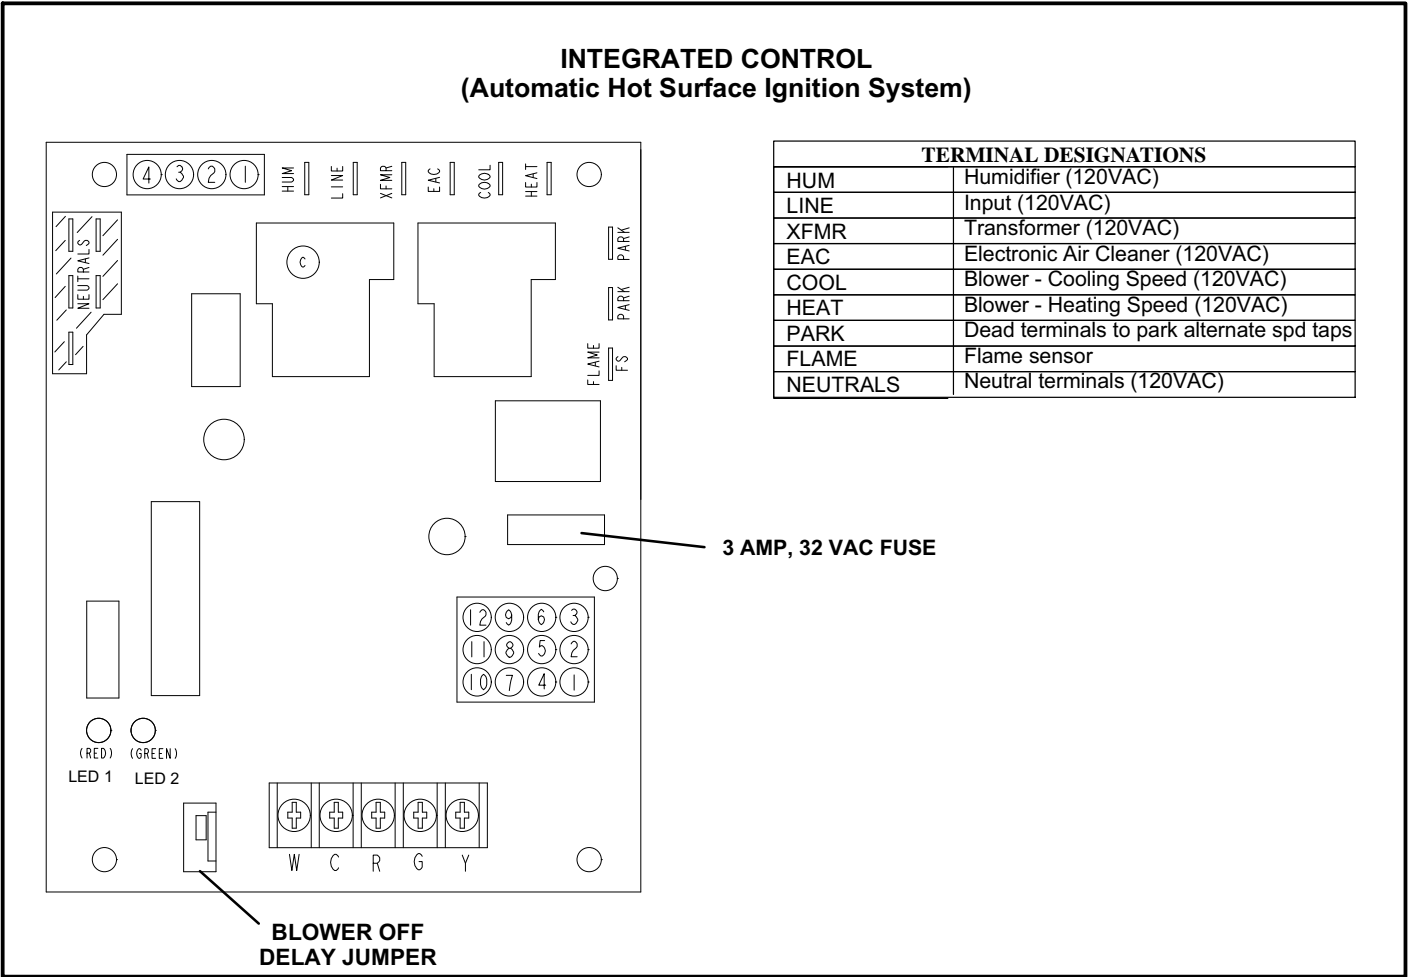 INTEGRATED CONTROL
(Automatic Hot Surface Ignition System)
4 3 2 1
HUM
LINE
XFMR
EAC
COOL
HEAT
NEUTRALS
C
PARK
PARK
FLAME
FS
TERMINAL DESIGNATIONS
HUM Humidifier (120VAC)
LINE Input (120VAC)
XFMR Transformer (120VAC)
EAC Electronic Air Cleaner (120VAC)
COOL Blower - Cooling Speed (120VAC)
HEAT Blower - Heating Speed (120VAC)
PARK Dead terminals to park alternate spd taps
FLAME Flame sensor
NEUTRALS Neutral terminals (120VAC)
3 AMP, 32 VAC FUSE
12 9 6 3
11 8 5 2
10 7 4 1
(RED) (GREEN)
LED 1 LED 2
W C R G Y
BLOWER OFF
DELAY JUMPER